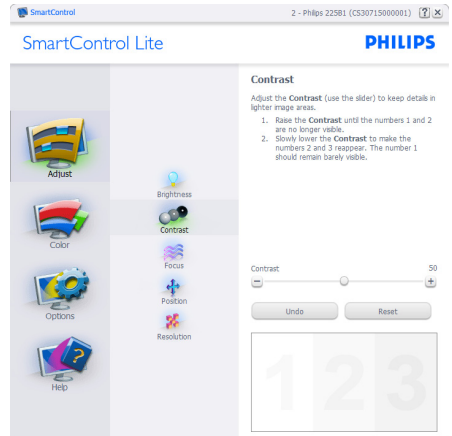 SmartControl
2 - Philips 225B1 (CS30715000001)
?
SmartControl Lite
PHILIPS
Adjust
Color
Options
Help
Brightness
Contrast
Focus
Position
Resolution
Contrast
Adjust the Contrast (use the slider) to keep details in
lighter image areas.
1. Raise the Contrast until the numbers 1 and 2
are no longer visible.
2. Slowly lower the Contrast to make the
numbers 2 and 3 reappear. The number 1
should remain barely visible.
Contrast
50
Undo
Reset
1 2 3